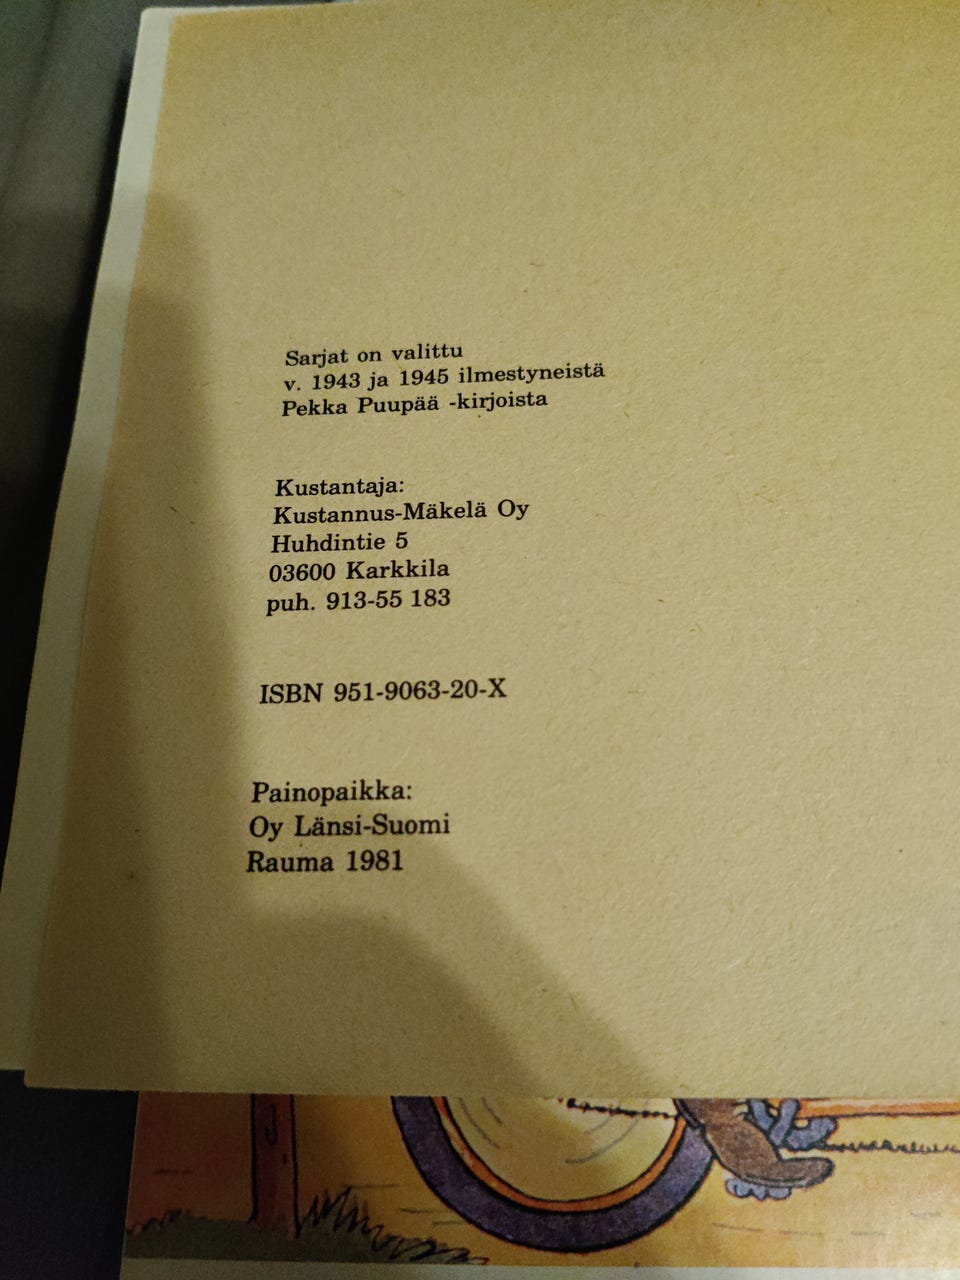 Sarjat on valittu
v. 1943 ja 1945 ilmestyneistä
Pekka Puupää -kirjoista
Kustantaja:
Kustannus-Mäkelä Oy
Huhdintie 5
03600 Karkkila
puh. 913-55 183
ISBN 951-9063-20-X
Painopaikka:
Oy Länsi-Suomi
Rauma 1981